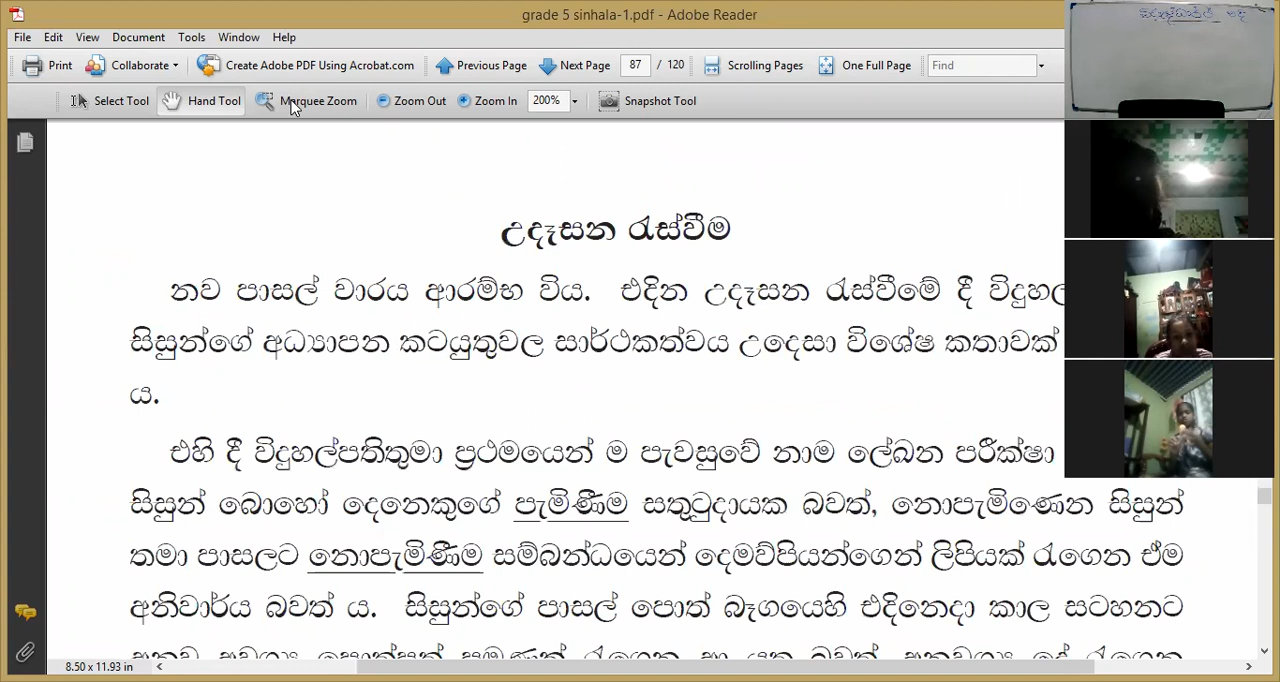 grade 5 sinhala-1.pdf - Adobe Reader
File Edit View Document Tools Window Help
Print Collaborate Create Adobe PDF Using Acrobat.com Previous Page Next Page 87 / 120 Scrolling Pages One Full Page Find
Select Tool Hand Tool Marquee Zoom Zoom Out Zoom In 200% Snapshot Tool
උදෑසන රැස්වීම
නව පාසල් වාරය ආරම්භ විය. එදින උදෑසන රැස්වීමේ දී විදුහල
සිසුන්ගේ අධ්‍යාපන කටයුතුවල සාර්ථකත්වය උදෙසා විශේෂ කතාවක්
ය.
එහි දී විදුහල්පතිතුමා ප්‍රථමයෙන් ම පැවසුවේ නාම ලේඛන පරීක්ෂා
සිසුන් බොහෝ දෙනෙකුගේ පැමිණීම සතුටුදායක බවත්, නොපැමිණෙන සිසුන්
තමා පාසලට නොපැමිණීම සම්බන්ධයෙන් දෙමව්පියන්ගෙන් ලිපියක් රැගෙන ඒම
අනිවාර්ය බවත් ය. සිසුන්ගේ පාසල් පොත් බෑගයෙහි එදිනෙදා කාල සටහනට
8.50 x 11.93 in